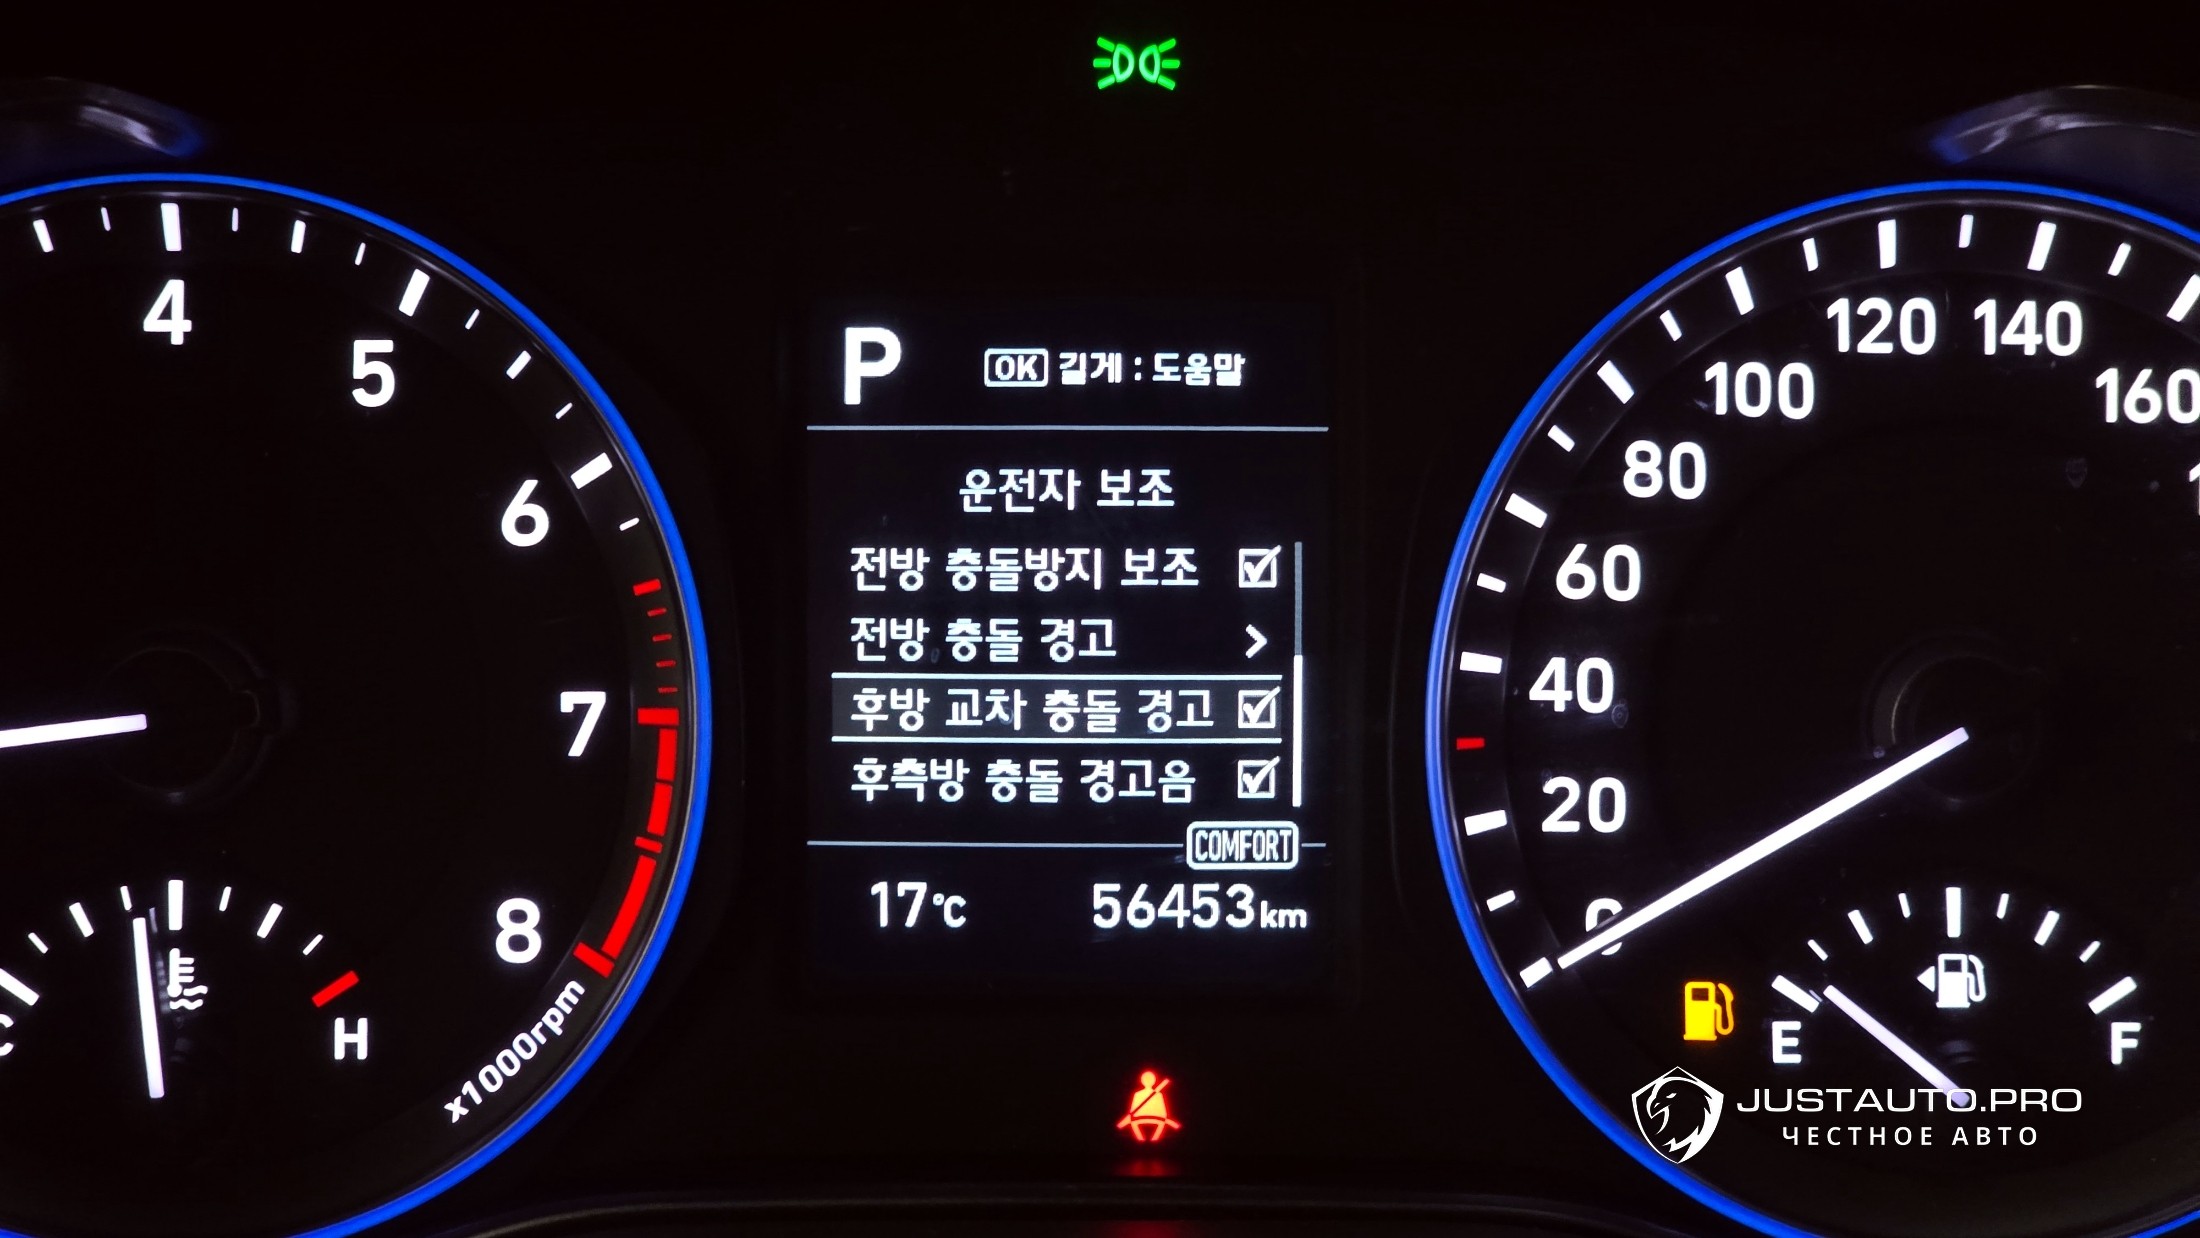 4
5
6
7
8
x1000rpm
H
P
OK 길게 : 도움말
운전자 보조
전방 충돌방지 보조
전방 충돌 경고
후방 교차 충돌 경고
후측방 충돌 경고음
COMFORT
17°C 56453km
0
20
40
60
80
100
120
140
160
E
F
JUSTAUTO.PRO
ЧЕСТНОЕ АВТО